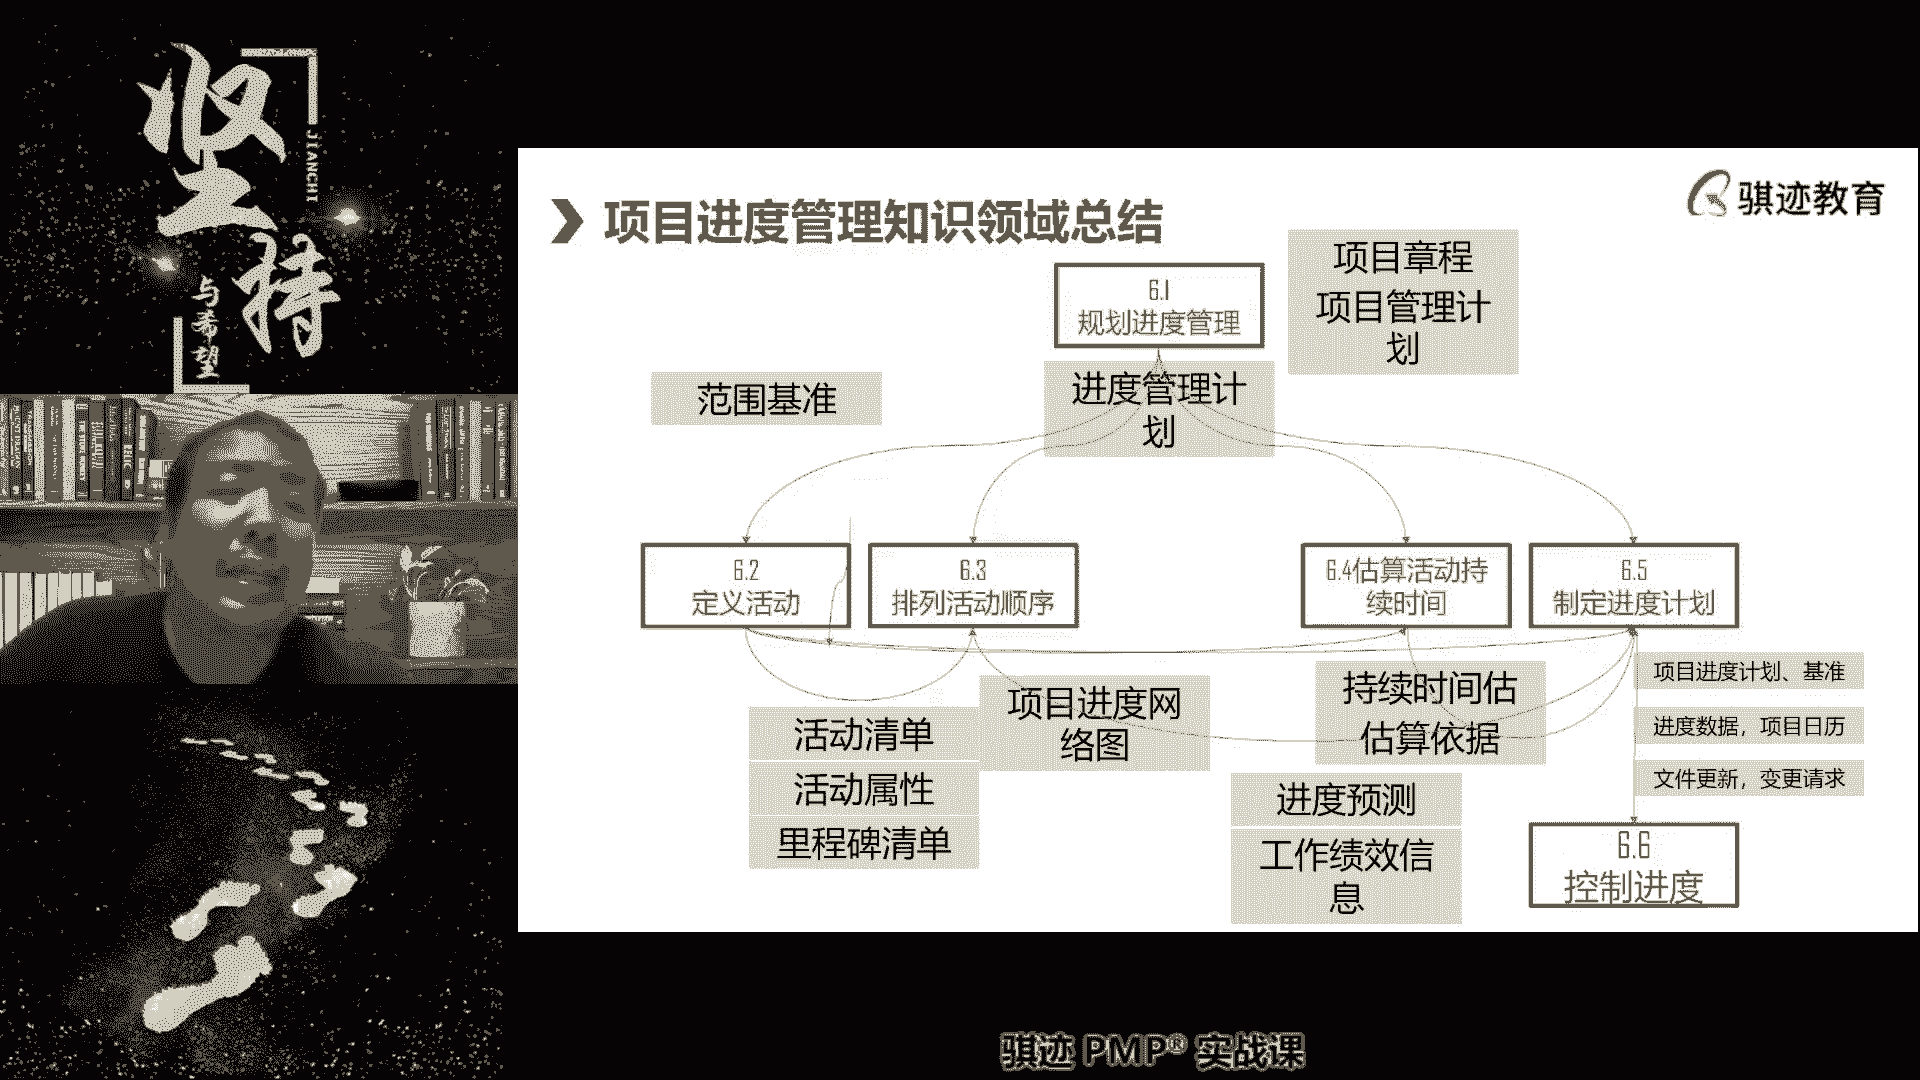 坚持
JIANCHI
与希望
骐迹教育
项目进度管理知识领域总结
6.1
规划进度管理
项目章程
项目管理计
划
范围基准
进度管理计
划
6.2
定义活动
6.3
排列活动顺序
6.4估算活动持
续时间
6.5
制定进度计划
活动清单
活动属性
里程碑清单
项目进度网
络图
持续时间估
估算依据
项目进度计划、基准
进度数据，项目日历
文件更新，变更请求
进度预测
工作绩效信
息
6.6
控制进度
骐迹 PMP® 实战课